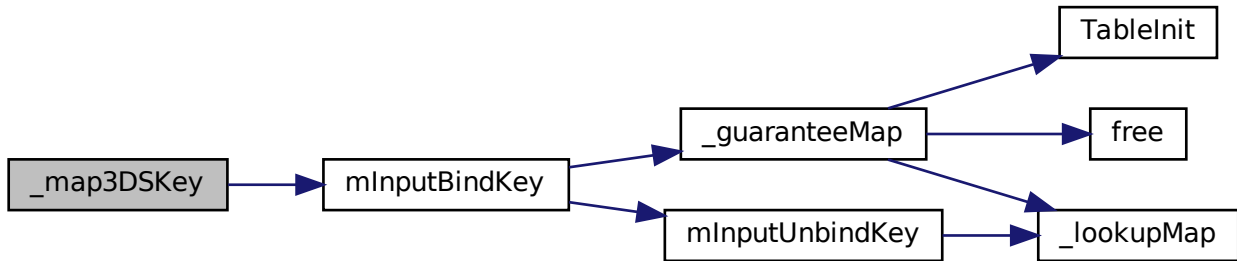 TableInit
_guaranteeMap
free
_map3DSKey
mInputBindKey
mInputUnbindKey
_lookupMap